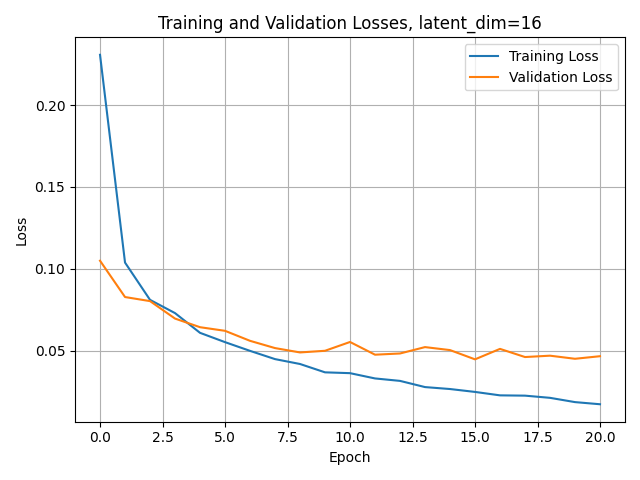 Training and Validation Losses, latent_dim=16
Training Loss
Validation Loss
0.20
0.15
0.10
0.05
Loss
0.0 2.5 5.0 7.5 10.0 12.5 15.0 17.5 20.0
Epoch